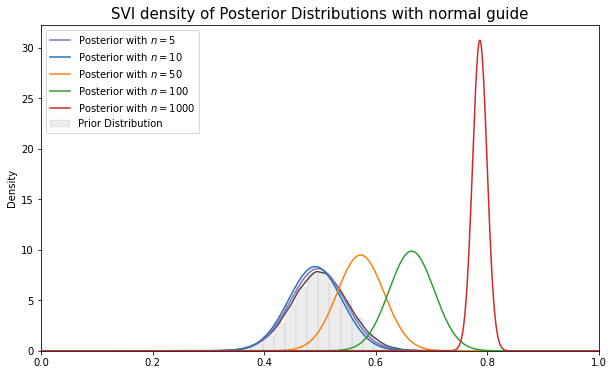 SVI density of Posterior Distributions with normal guide
Posterior with n = 5
Posterior with n = 10
Posterior with n = 50
Posterior with n = 100
Posterior with n = 1000
Prior Distribution
Density
30
25
20
15
10
5
0
0.0 0.2 0.4 0.6 0.8 1.0